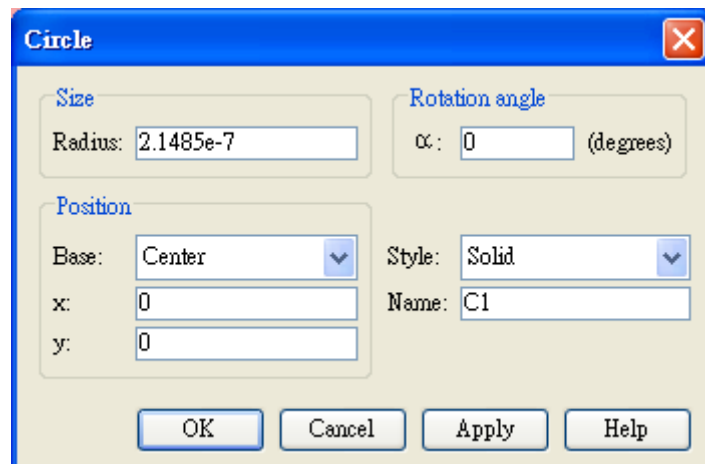 Circle
Size
Radius: 2.1485e-7
Rotation angle
α: 0 (degrees)
Position
Base: Center
x: 0
y: 0
Style: Solid
Name: C1
OK Cancel Apply Help